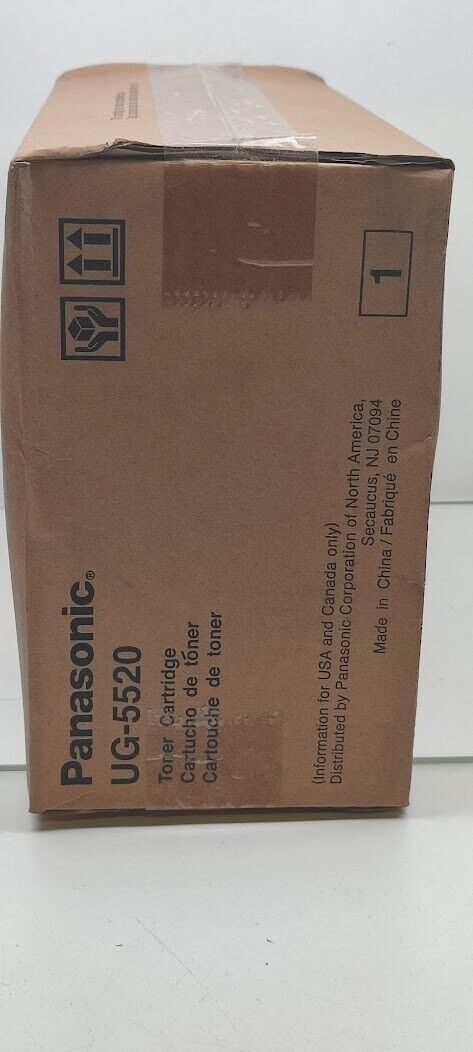 Panasonic®
UG-5520
Toner Cartridge
Cartucho de tóner
Cartouche de toner
(Information for USA and Canada only)
Distributed by Panasonic Corporation of North America,
Secaucus, NJ 07094
Made in China / Fabriqué en Chine
1